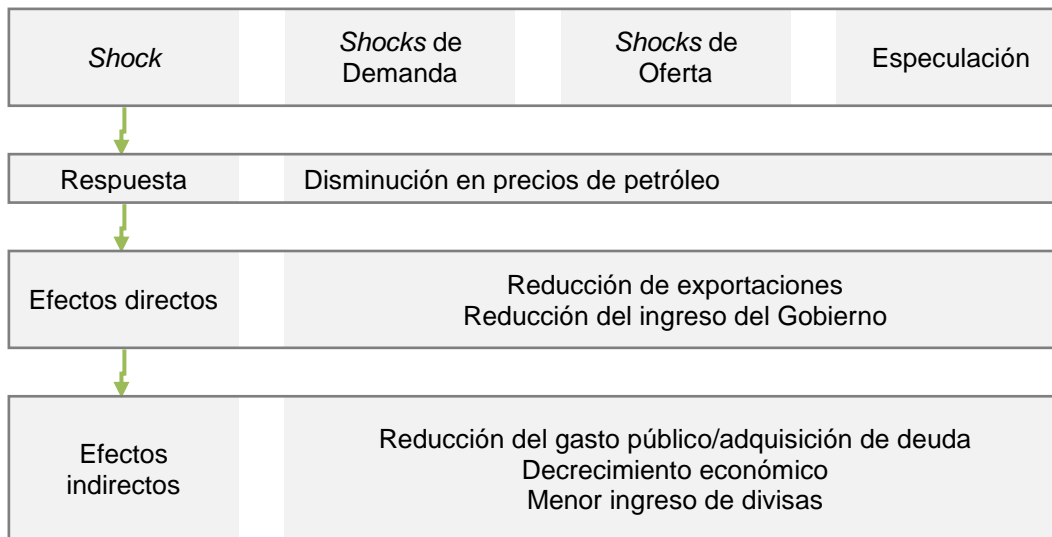 Shock
Shocks de
Demanda
Shocks de
Oferta
Especulación
Respuesta
Disminución en precios de petróleo
Efectos directos
Reducción de exportaciones
Reducción del ingreso del Gobierno
Efectos
indirectos
Reducción del gasto público/adquisición de deuda
Decrecimiento económico
Menor ingreso de divisas